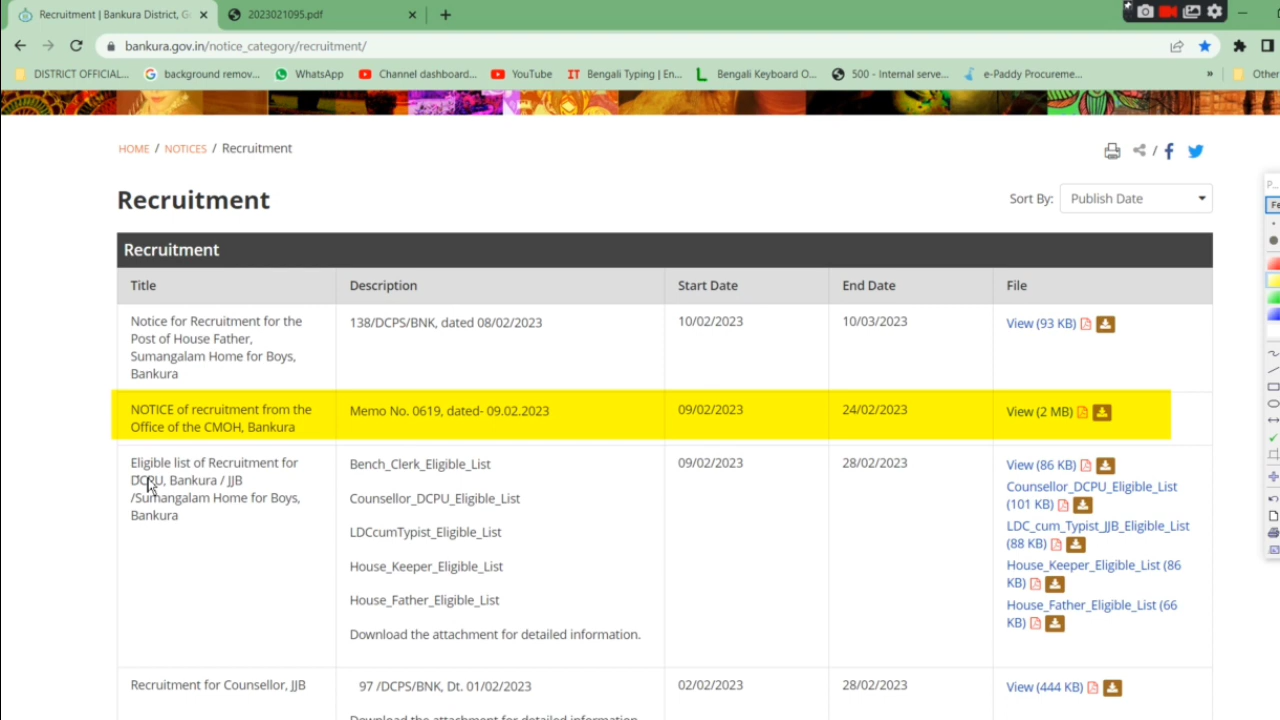 Recruitment | Bankura District, G
2023021095.pdf
bankura.gov.in/notice_category/recruitment/
DISTRICT OFFICIAL...
background remov...
WhatsApp
Channel dashboard...
YouTube
Bengali Typing | En...
Bengali Keyboard O...
500 - Internal serve...
e-Paddy Procureme...
»
Other
HOME / NOTICES / Recruitment
Recruitment
Sort By: Publish Date
Recruitment
Title Description Start Date End Date File
Notice for Recruitment for the
Post of House Father,
Sumangalam Home for Boys,
Bankura
138/DCPS/BNK, dated 08/02/2023
10/02/2023
10/03/2023
View (93 KB)
NOTICE of recruitment from the
Office of the CMOH, Bankura
Memo No. 0619, dated- 09.02.2023
09/02/2023
24/02/2023
View (2 MB)
Eligible list of Recruitment for
DCPU, Bankura / JJB
/Sumangalam Home for Boys,
Bankura
Bench_Clerk_Eligible_List
Counsellor_DCPU_Eligible_List
LDCcumTypist_Eligible_List
House_Keeper_Eligible_List
House_Father_Eligible_List
Download the attachment for detailed information.
09/02/2023
28/02/2023
View (86 KB)
Counsellor_DCPU_Eligible_List
(101 KB)
LDC_cum_Typist_JJB_Eligible_List
(88 KB)
House_Keeper_Eligible_List (86
KB)
House_Father_Eligible_List (66
KB)
Recruitment for Counsellor, JJB
97 /DCPS/BNK, Dt. 01/02/2023
Download the attachment for detailed information.
02/02/2023
28/02/2023
View (444 KB)
P...
Fe